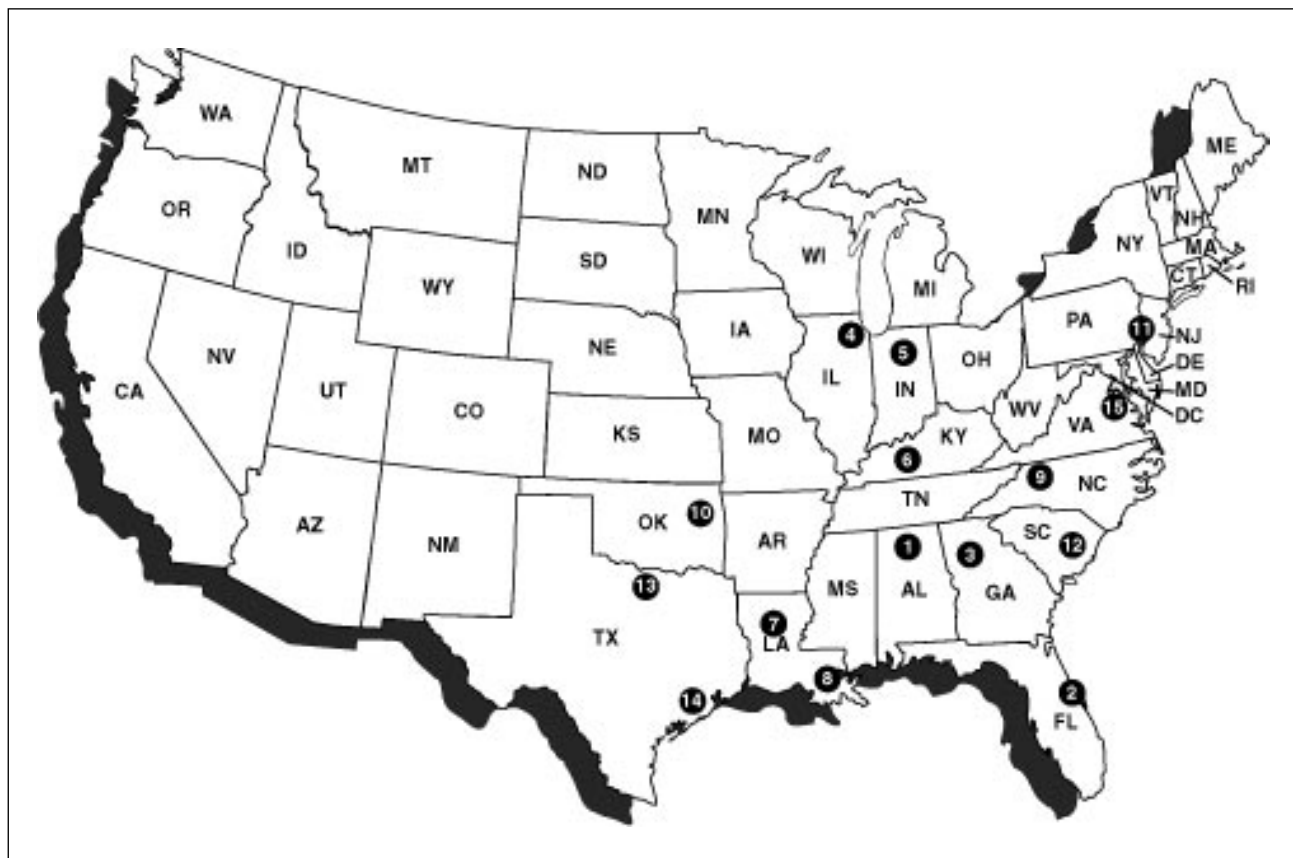 WA
MT
ND
MN
ME
OR
ID
SD
WI
MI
VT
NH
NY
MA
CT
RI
WY
IA
PA
11
NJ
DE
MD
DC
NV
NE
4
5
IL
IN
OH
CA
UT
CO
KS
MO
WV
VA
15
KY
6
TN
9
NC
AZ
NM
OK
10
AR
SC
12
1
3
MS
AL
GA
13
TX
7
LA
14
8
2
FL